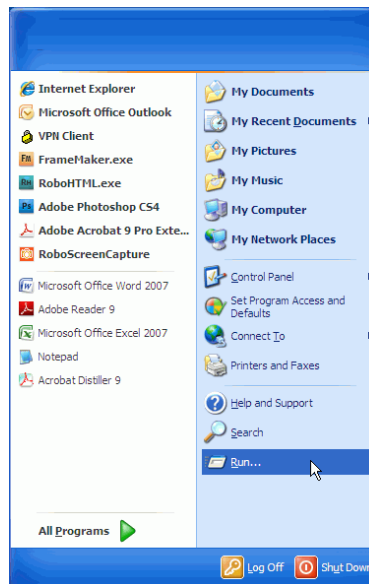 Internet Explorer
Microsoft Office Outlook
VPN Client
FrameMaker.exe
RoboHTML.exe
Adobe Photoshop CS4
Adobe Acrobat 9 Pro Exte...
RoboScreenCapture
Microsoft Office Word 2007
Adobe Reader 9
Microsoft Office Excel 2007
Notepad
Acrobat Distiller 9
All Programs
My Documents
My Recent Documents
My Pictures
My Music
My Computer
My Network Places
Control Panel
Set Program Access and
Defaults
Connect To
Printers and Faxes
Help and Support
Search
Run...
Log Off
Shut Down